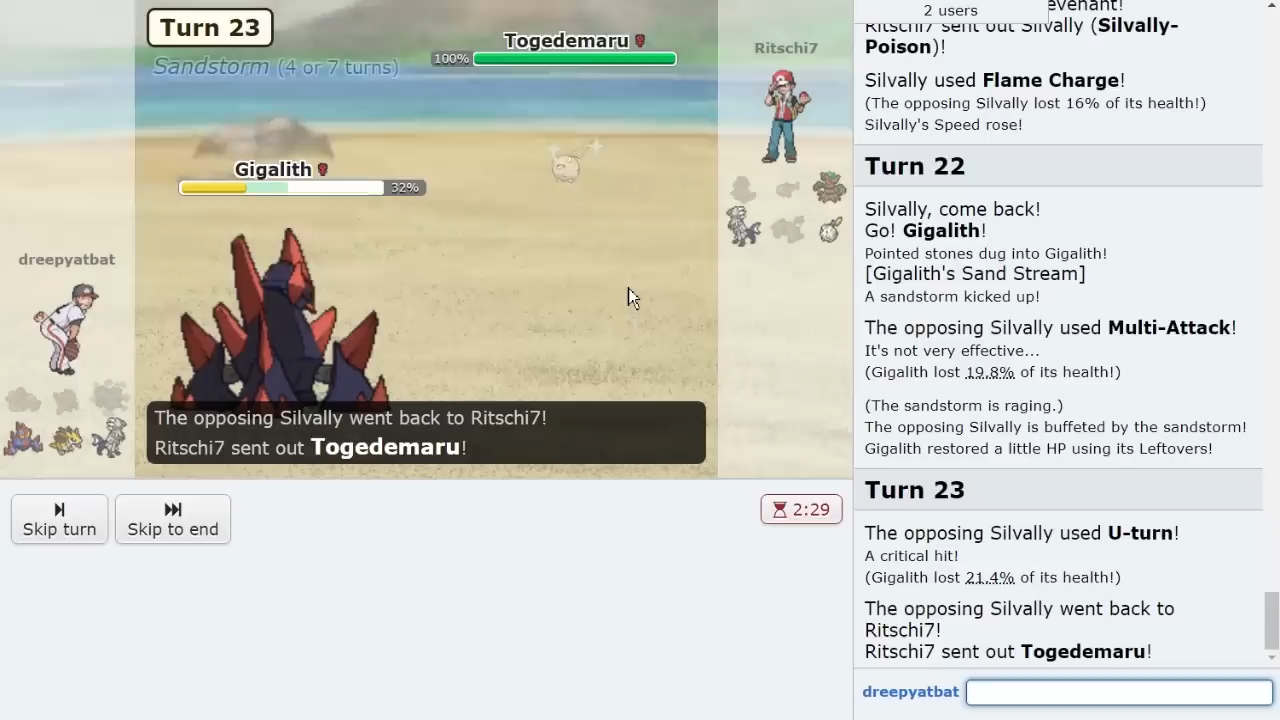 Turn 23
Sandstorm (4 or 7 turns)
Togedemaru
100%
Ritschi7
Gigalith
32%
dreepyatbat
The opposing Silvally went back to Ritschi7!
Ritschi7 sent out Togedemaru!
Skip turn
Skip to end
2:29
2 users
evenant!
Ritschi7 sent out Silvally (Silvally-
Poison)!
Silvally used Flame Charge!
(The opposing Silvally lost 16% of its health!)
Silvally's Speed rose!
Turn 22
Silvally, come back!
Go! Gigalith!
Pointed stones dug into Gigalith!
[Gigalith's Sand Stream]
A sandstorm kicked up!
The opposing Silvally used Multi-Attack!
It's not very effective...
(Gigalith lost 19.8% of its health!)
(The sandstorm is raging.)
The opposing Silvally is buffeted by the sandstorm!
Gigalith restored a little HP using its Leftovers!
Turn 23
The opposing Silvally used U-turn!
A critical hit!
(Gigalith lost 21.4% of its health!)
The opposing Silvally went back to
Ritschi7!
Ritschi7 sent out Togedemaru!
dreepyatbat